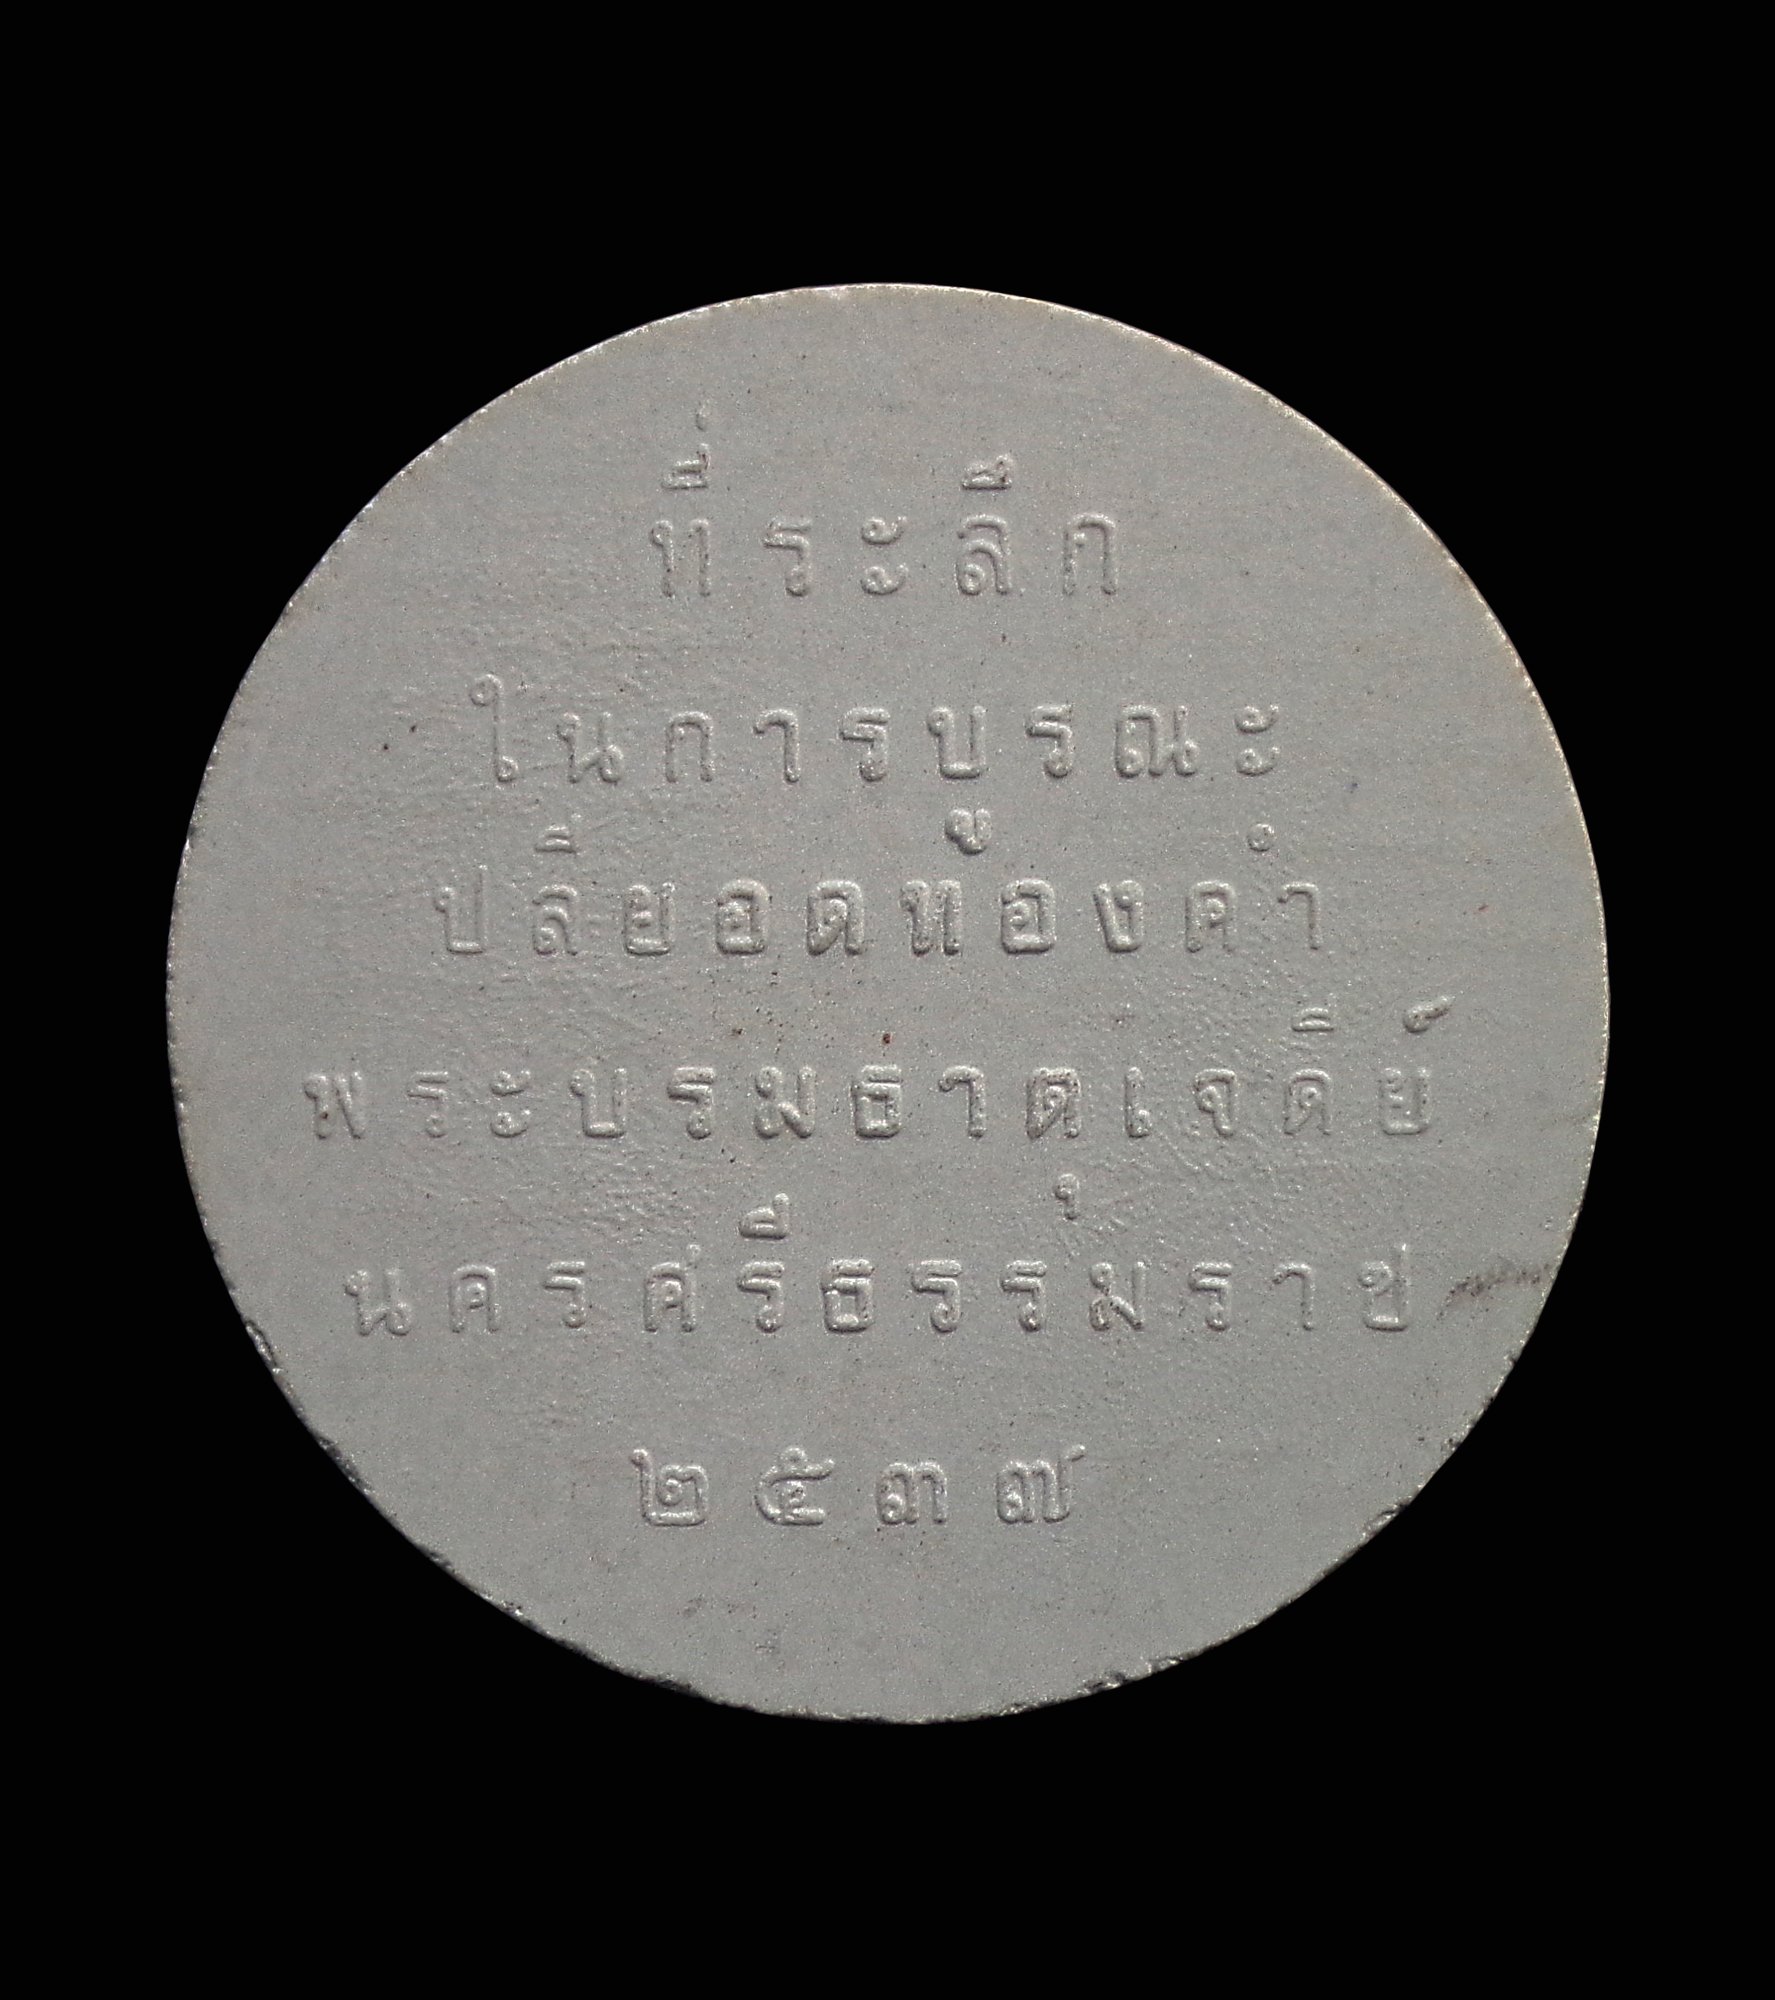 ที่ระลึก
ในการบูรณะ
ปลียอดทองคำ
พระบรมธาตุเจดีย์
นครศรีธรรมราช
๒๕๓๗